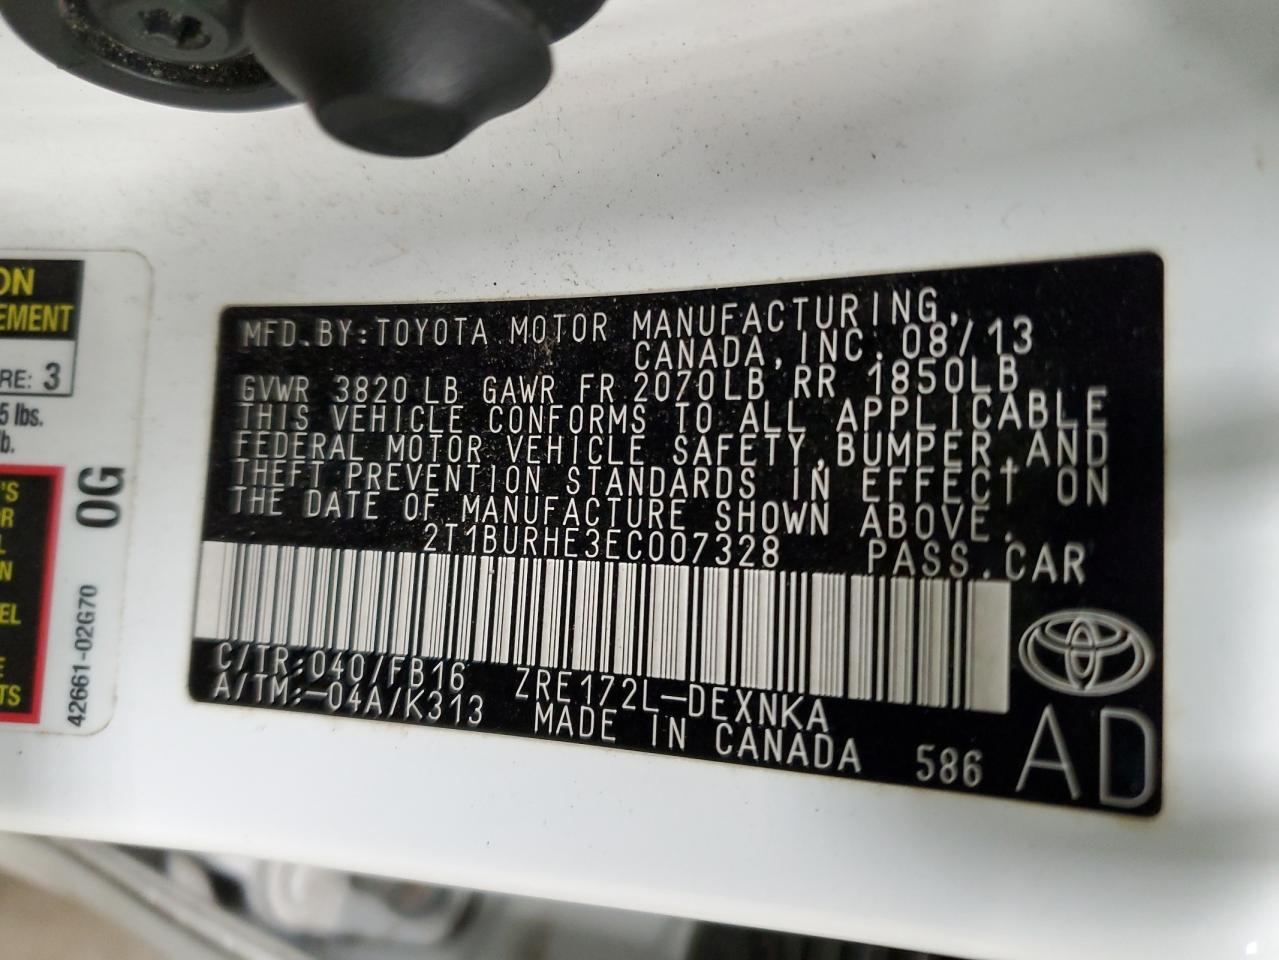 ON
EMENT
RE: 3
5 lbs.
b.
'S
OR
L
N
EL
E
TS
0G
42661-02G70
MFD.BY:TOYOTA MOTOR MANUFACTURING,
CANADA,INC. 08/13
GVWR 3820 LB GAWR FR 2070LB RR 1850LB
THIS VEHICLE CONFORMS TO ALL APPLICABLE
FEDERAL MOTOR VEHICLE SAFETY,BUMPER,AND
THEFT PREVENTION STANDARDS IN EFFECT ON
THE DATE OF MANUFACTURE SHOWN ABOVE.
2T1BURHE3EC007328 PASS.CAR
C/TR:040/FB16 ZRE172L-DEXNKA
A/TM:-04A/K313 MADE IN CANADA 586
AD